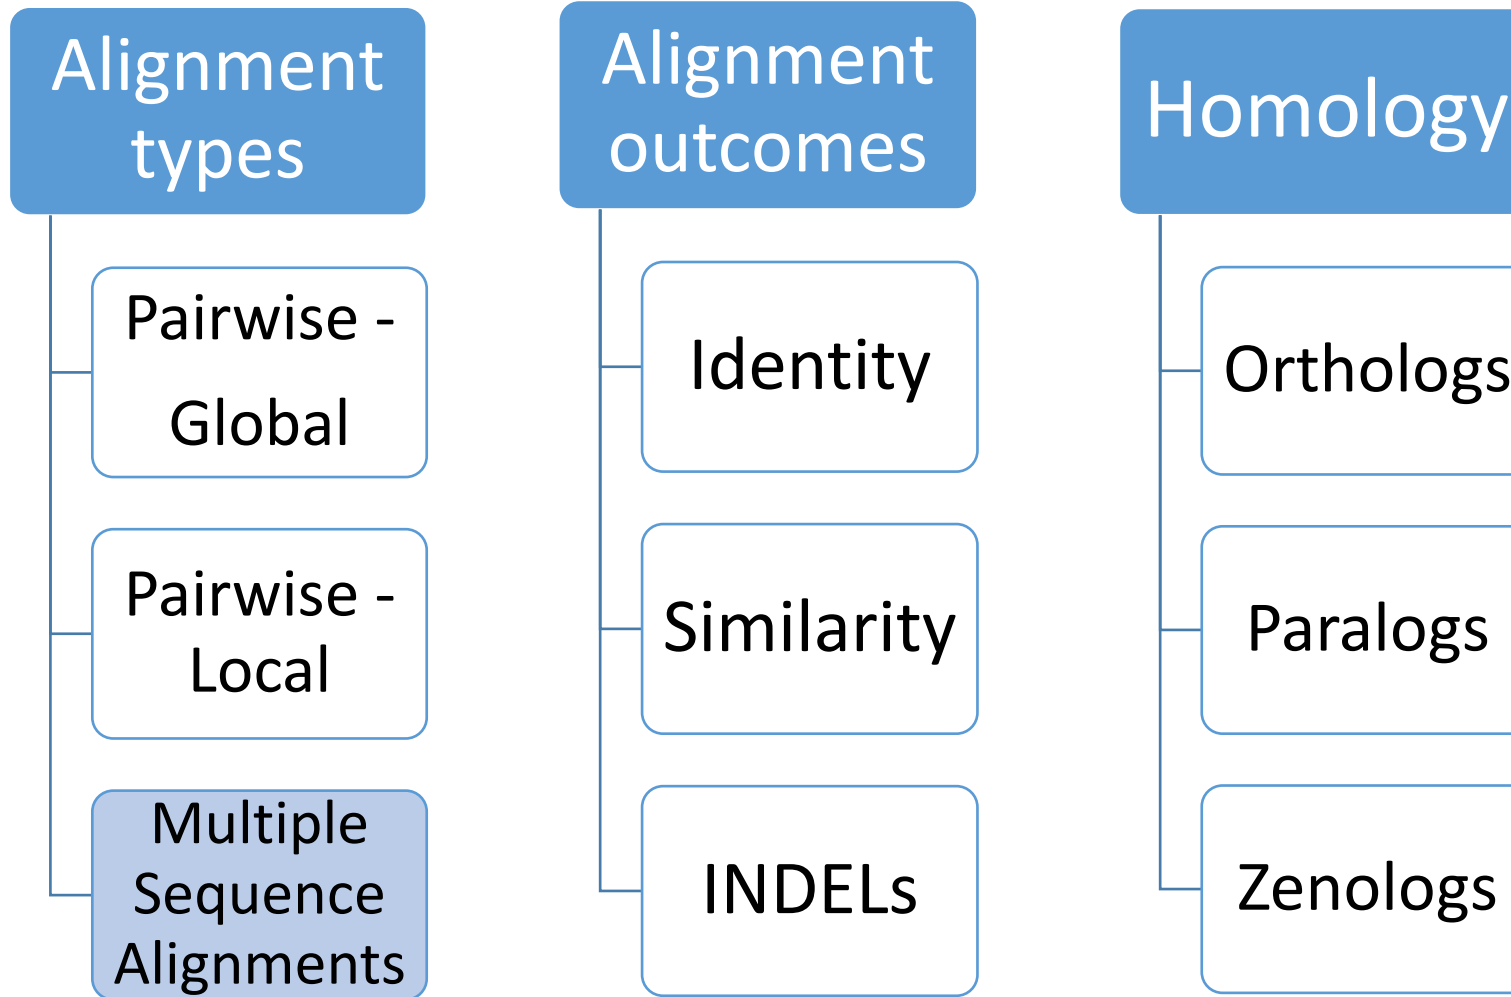 Alignment
types
Pairwise -
Global
Pairwise -
Local
Multiple
Sequence
Alignments
Alignment
outcomes
Identity
Similarity
INDELs
Homology
Orthologs
Paralogs
Zenologs